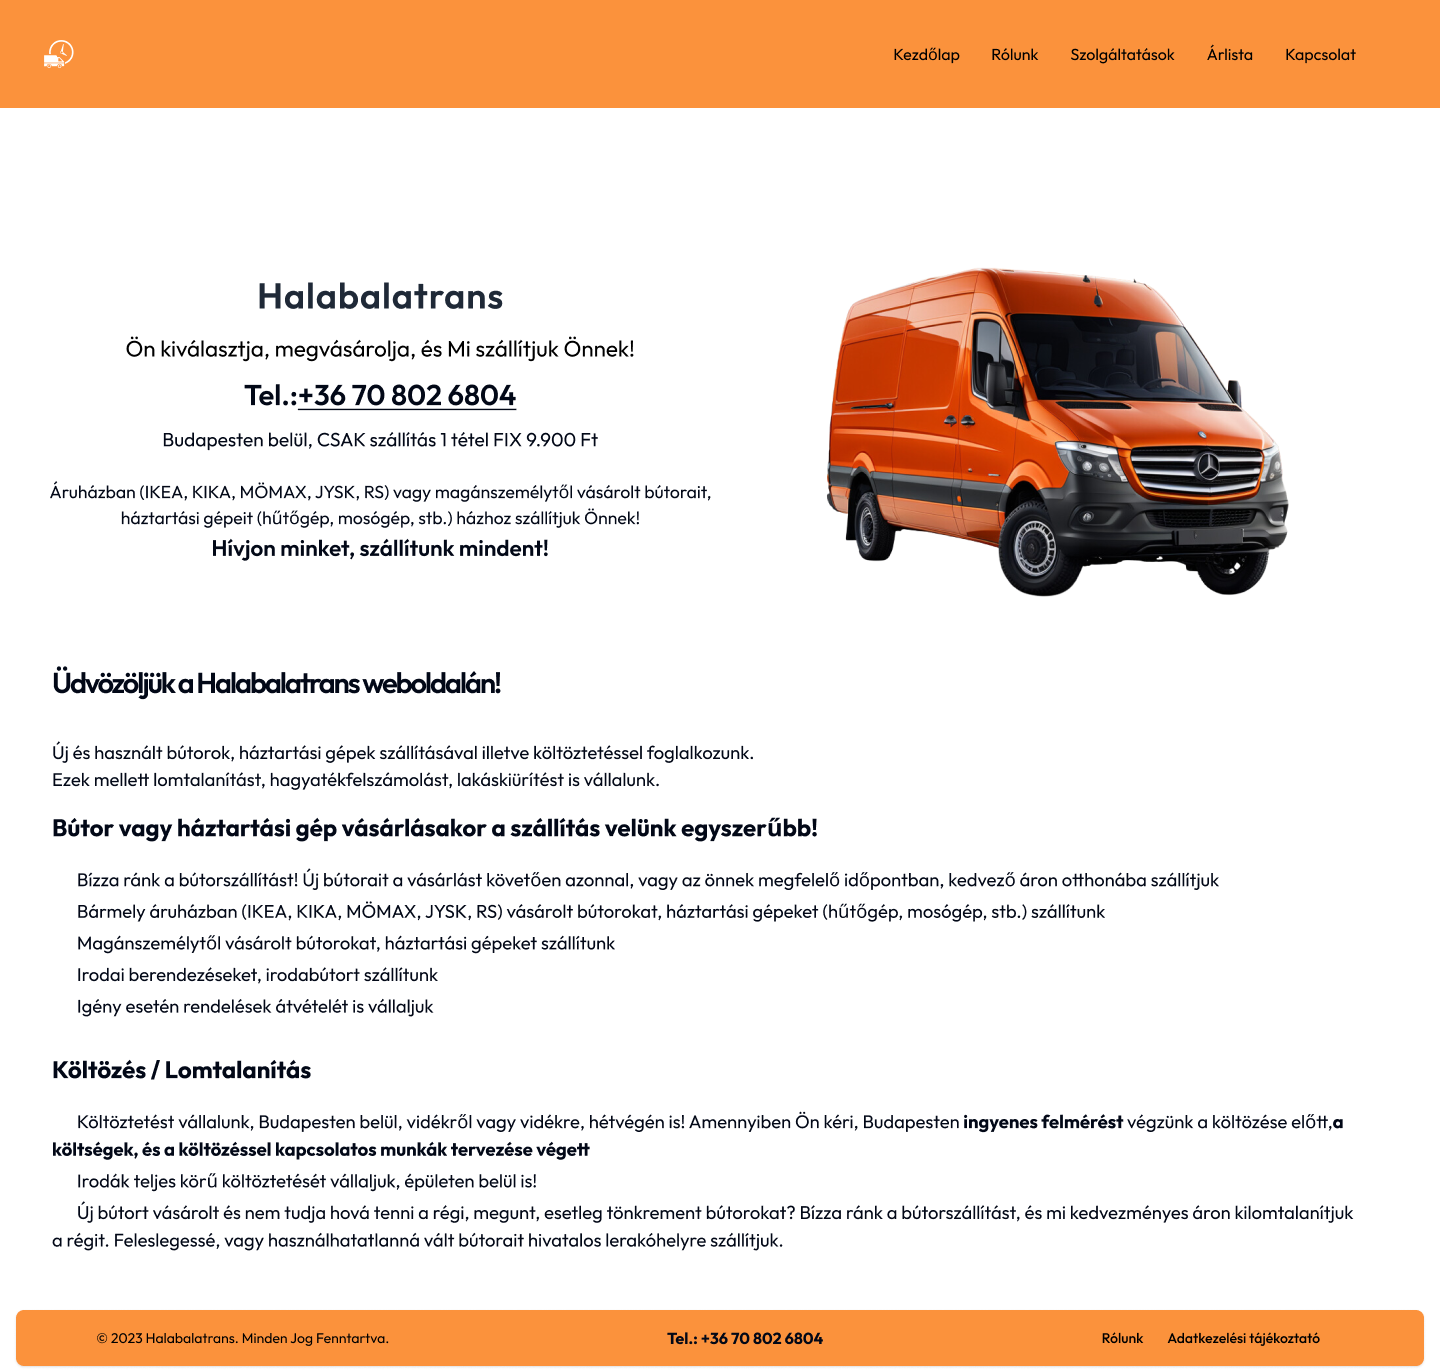 Kezdőlap Rólunk Szolgáltatások Árlista Kapcsolat
Halabalatrans
Ön kiválasztja, megvásárolja, és Mi szállítjuk Önnek!
Tel.:+36 70 802 6804
Budapesten belül, CSAK szállítás 1 tétel FIX 9.900 Ft
Áruházban (IKEA, KIKA, MÖMAX, JYSK, RS) vagy magánszemélytől vásárolt bútorait,
háztartási gépeit (hűtőgép, mosógép, stb.) házhoz szállítjuk Önnek!
Hívjon minket, szállítunk mindent!
Üdvözöljük a Halabalatrans weboldalán!
Új és használt bútorok, háztartási gépek szállításával illetve költöztetéssel foglalkozunk.
Ezek mellett lomtalanítást, hagyatékfelszámolást, lakáskiürítést is vállalunk.
Bútor vagy háztartási gép vásárlásakor a szállítás velünk egyszerűbb!
Bízza ránk a bútorszállítást! Új bútorait a vásárlást követően azonnal, vagy az önnek megfelelő időpontban, kedvező áron otthonába szállítjuk
Bármely áruházban (IKEA, KIKA, MÖMAX, JYSK, RS) vásárolt bútorokat, háztartási gépeket (hűtőgép, mosógép, stb.) szállítunk
Magánszemélytől vásárolt bútorokat, háztartási gépeket szállítunk
Irodai berendezéseket, irodabútort szállítunk
Igény esetén rendelések átvételét is vállaljuk
Költözés / Lomtalanítás
Költöztetést vállalunk, Budapesten belül, vidékről vagy vidékre, hétvégén is! Amennyiben Ön kéri, Budapesten ingyenes felmérést végzünk a költözése előtt,a
költségek, és a költözéssel kapcsolatos munkák tervezése végett
Irodák teljes körű költöztetését vállaljuk, épületen belül is!
Új bútort vásárolt és nem tudja hová tenni a régi, megunt, esetleg tönkrement bútorokat? Bízza ránk a bútorszállítást, és mi kedvezményes áron kilomtalanítjuk
a régit. Feleslegessé, vagy használhatatlanná vált bútorait hivatalos lerakóhelyre szállítjuk.
© 2023 Halabalatrans. Minden Jog Fenntartva. Tel.: +36 70 802 6804 Rólunk Adatkezelési tájékoztató